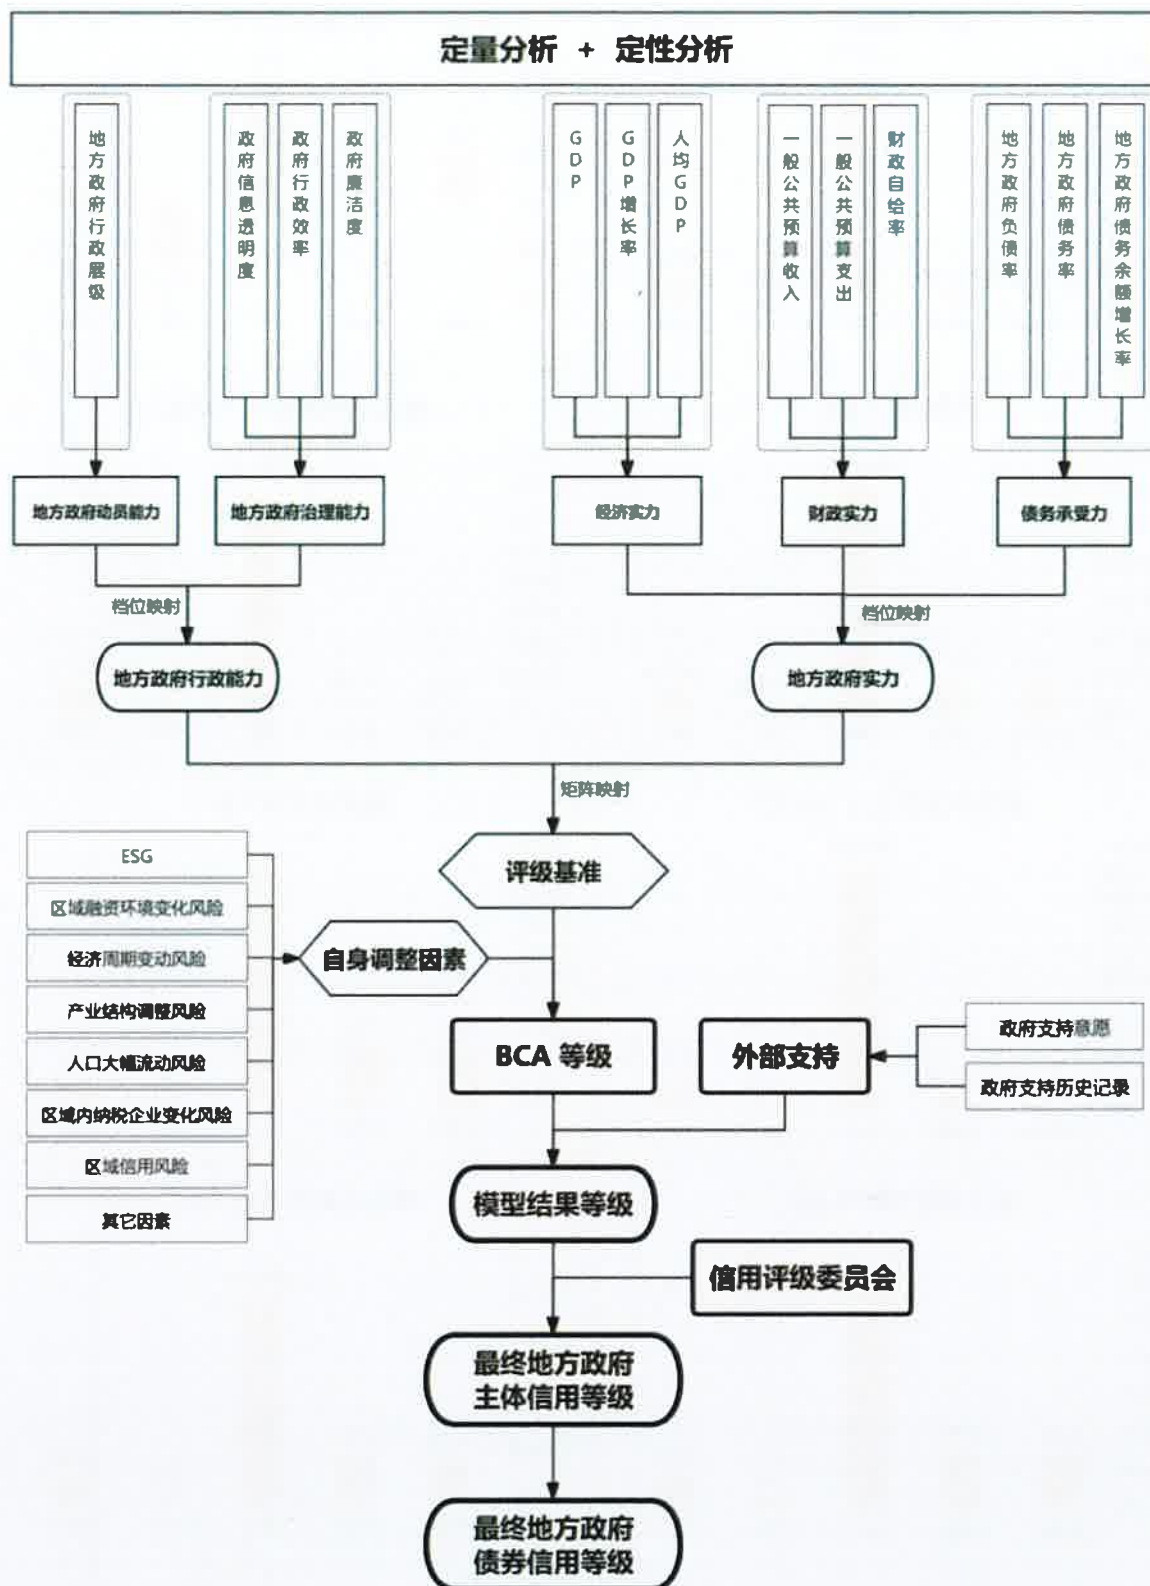 定量分析 + 定性分析
地方政府行政层级
政府信息透明度
政府行政效率
政府廉洁度
GDP
GDP增长率
人均GDP
一般公共预算收入
一般公共预算支出
财政自给率
地方政府负债率
地方政府债务率
地方政府债务余额增长率
地方政府动员能力
地方政府治理能力
经济实力
财政实力
债务承受力
档位映射
档位映射
地方政府行政能力
地方政府实力
矩阵映射
评级基准
ESG
区域融资环境变化风险
经济周期变动风险
产业结构调整风险
人口大幅流动风险
区域内纳税企业变化风险
区域信用风险
其它因素
自身调整因素
BCA 等级
外部支持
政府支持意愿
政府支持历史记录
模型结果等级
信用评级委员会
最终地方政府
主体信用等级
最终地方政府
债券信用等级